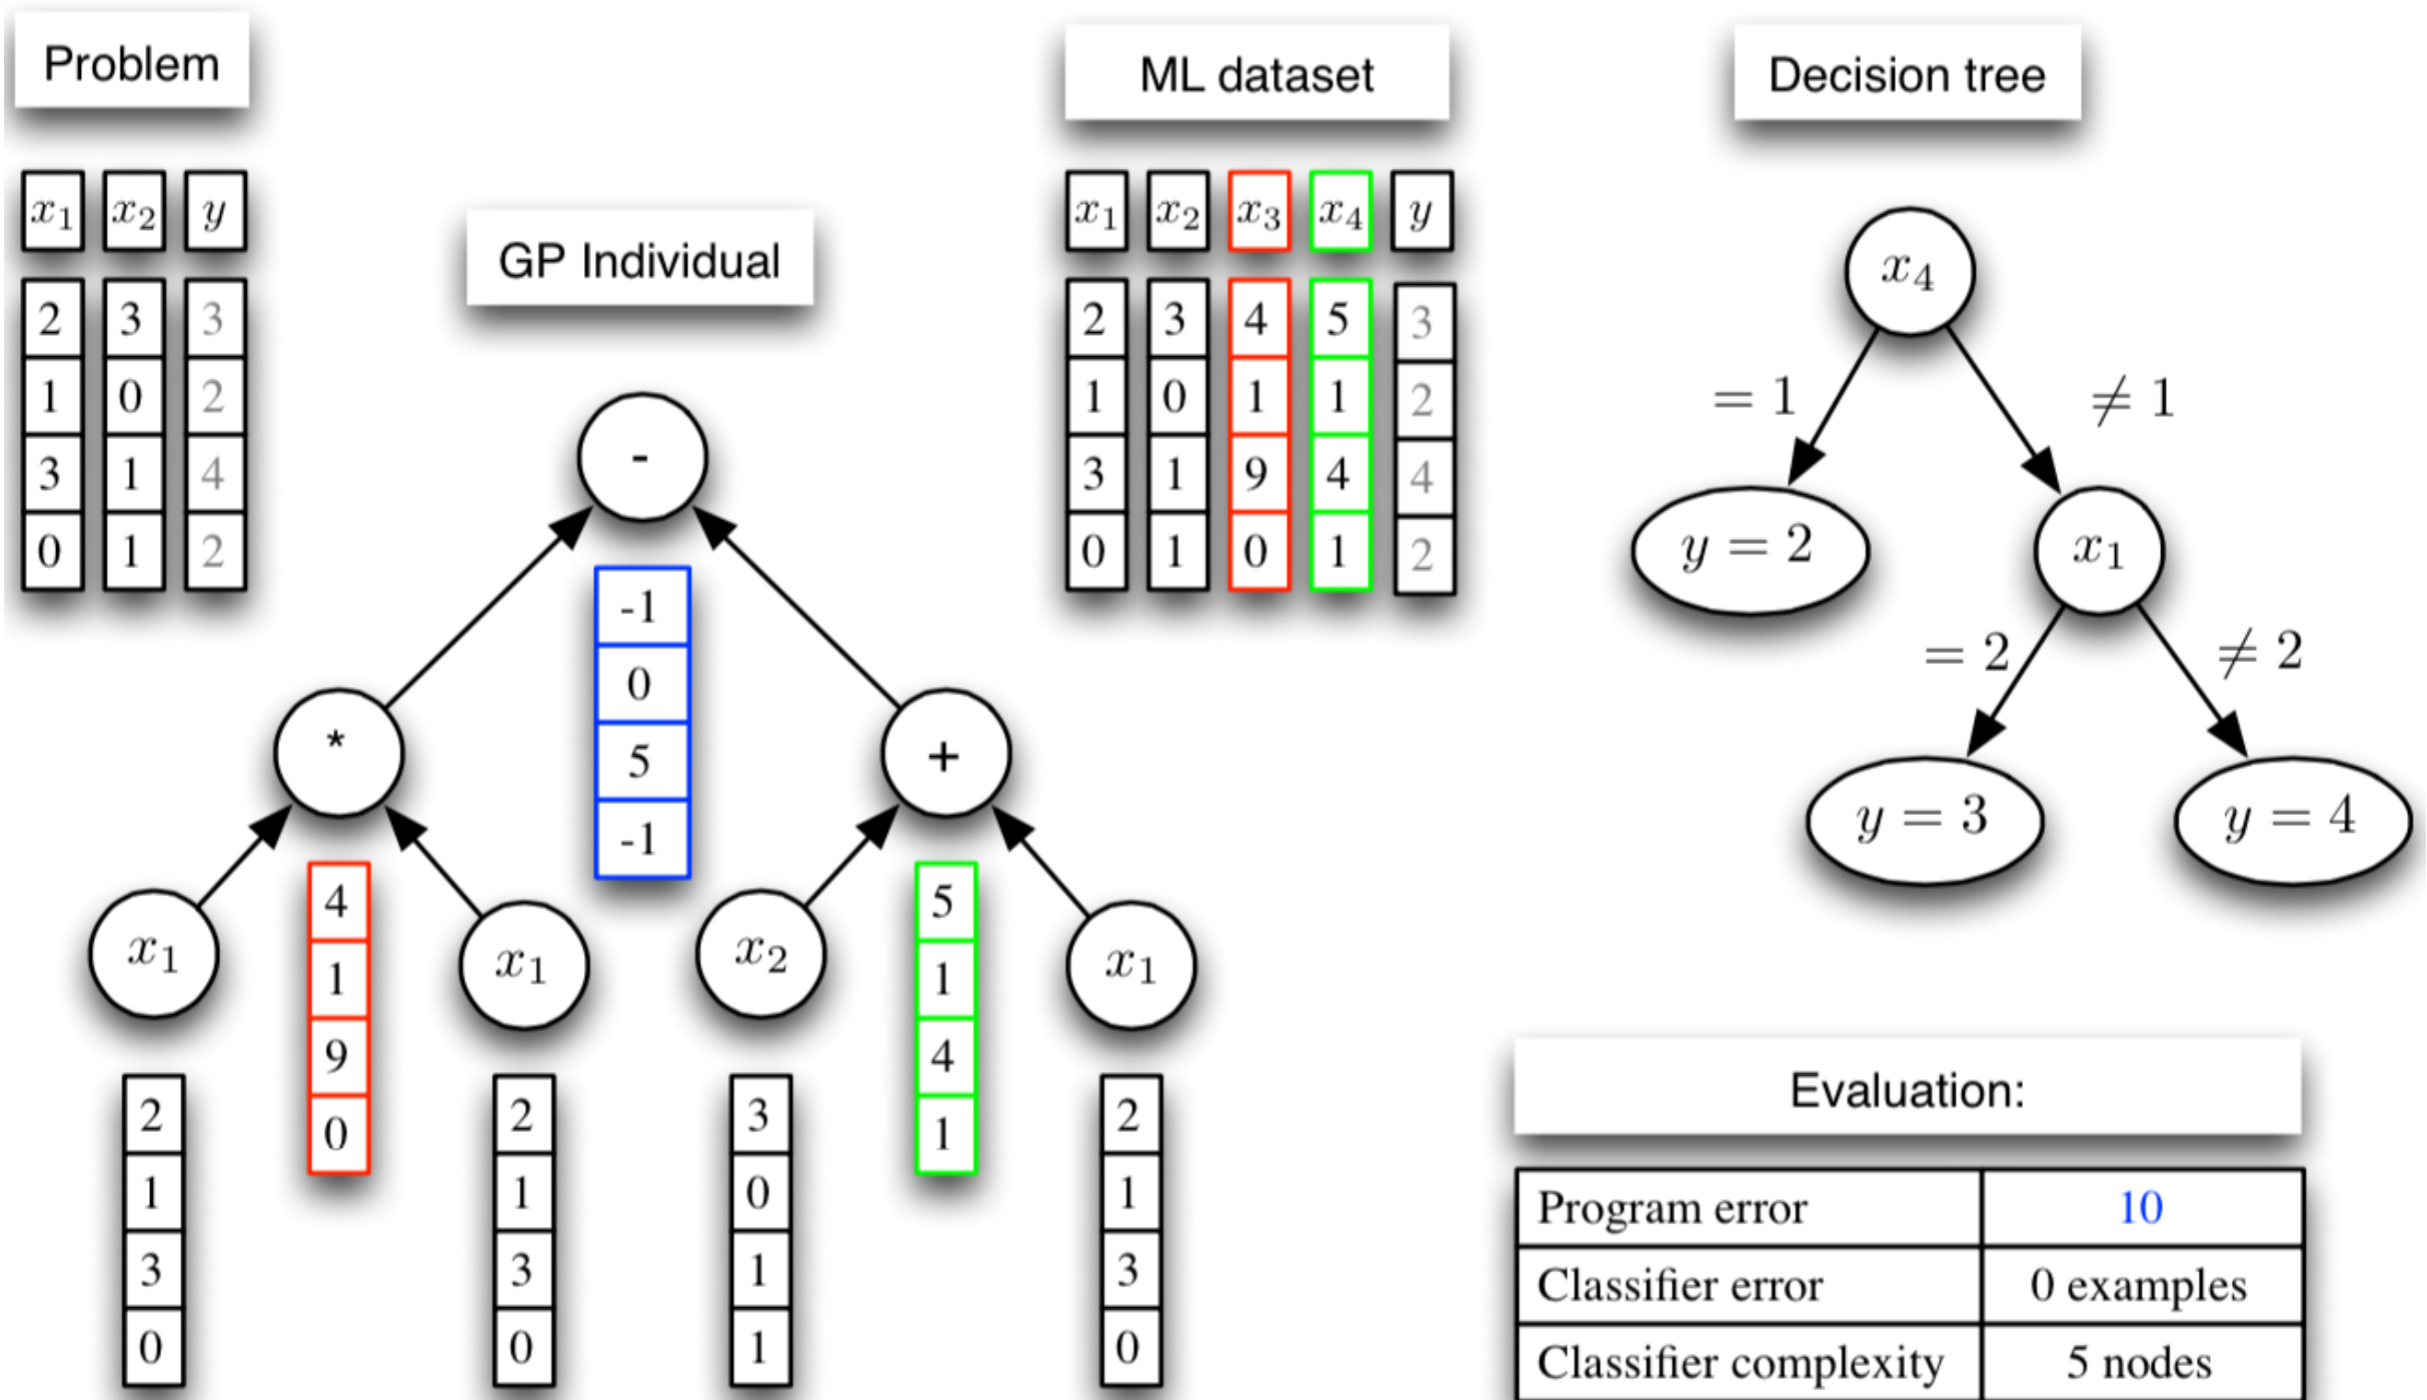 Problem
x₁ x₂ y
2 3 3
1 0 2
3 1 4
0 1 2
GP Individual
-
-1
0
5
-1
*
+
x₁
x₁
x₂
x₁
4
1
9
0
5
1
4
1
2
1
3
0
2
1
3
0
3
0
1
1
2
1
3
0
ML dataset
x₁ x₂ x₃ x₄ y
2 3 4 5 3
1 0 1 1 2
3 1 9 4 4
0 1 0 1 2
Decision tree
x₄
= 1
≠ 1
y = 2
x₁
= 2
≠ 2
y = 3
y = 4
Evaluation:
Program error 10
Classifier error 0 examples
Classifier complexity 5 nodes